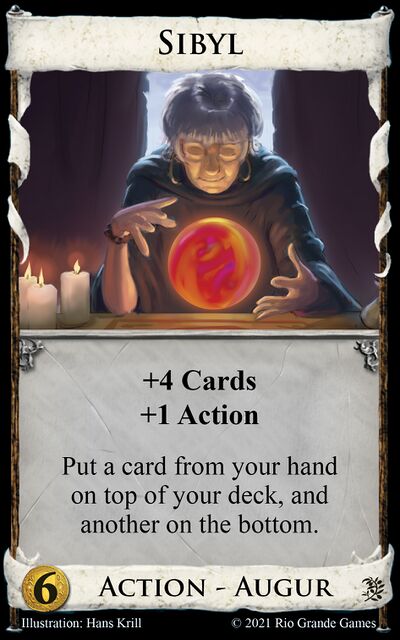 SIBYL
+4 Cards
+1 Action
Put a card from your hand
on top of your deck, and
another on the bottom.
6 ACTION - AUGUR
Illustration: Hans Krill © 2021 Rio Grande Games